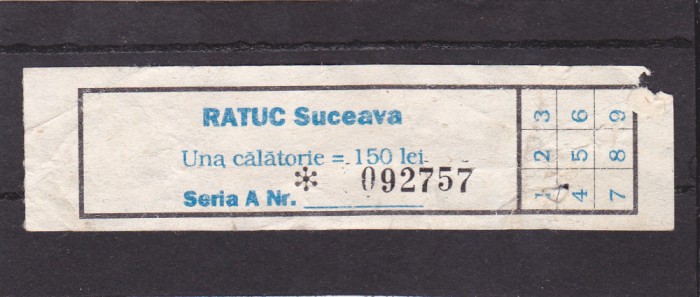 RATUC Suceava
Una călătorie = 150 lei
Seria A Nr. * 092757
3 6 9
2 5 8
1 4 7